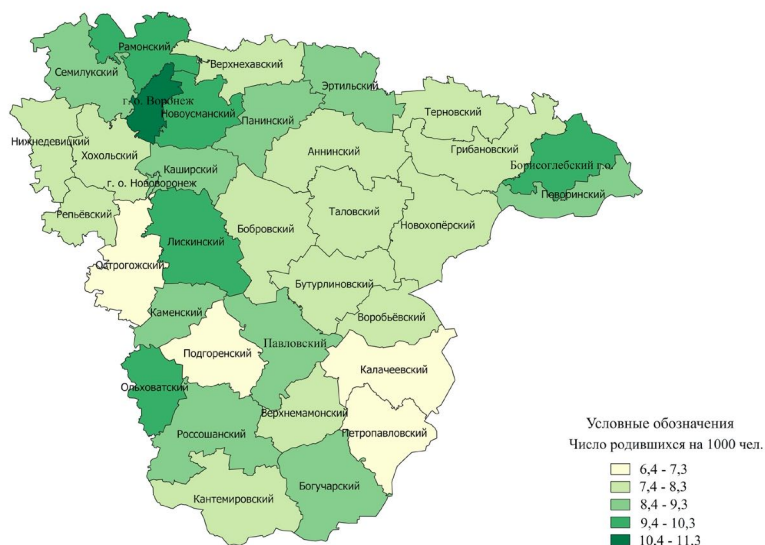 Рамонский
Семилукский
Верхнехавский
Эртильский
г. о. Воронеж
Новоусманский
Панинский
Терновский
Нижнедевицкий
Хохольский
Аннинский
Грибановский
Борисоглебский г.о.
Каширский
г. о. Нововоронеж
Поворинский
Репьёвский
Таловский
Бобровский
Новохопёрский
Лискинский
Острогожский
Бутурлиновский
Каменский
Воробьёвский
Павловский
Подгоренский
Калачеевский
Ольховатский
Верхнемамонский
Россошанский
Петропавловский
Богучарский
Кантемировский
Условные обозначения
Число родившихся на 1000 чел.
6,4 - 7,3
7,4 - 8,3
8,4 - 9,3
9,4 - 10,3
10,4 - 11,3